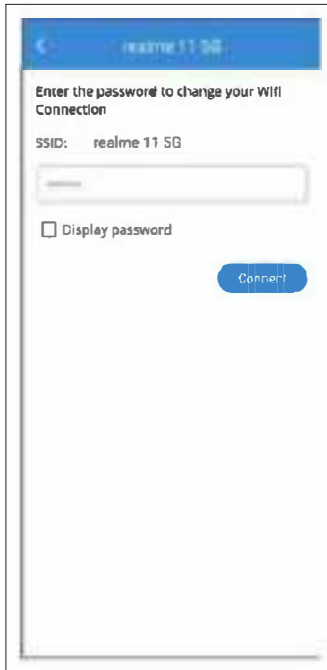 realme 11 5G
Enter the password to change your Wifi
Connection
SSID: realme 11 5G
Display password
Connect